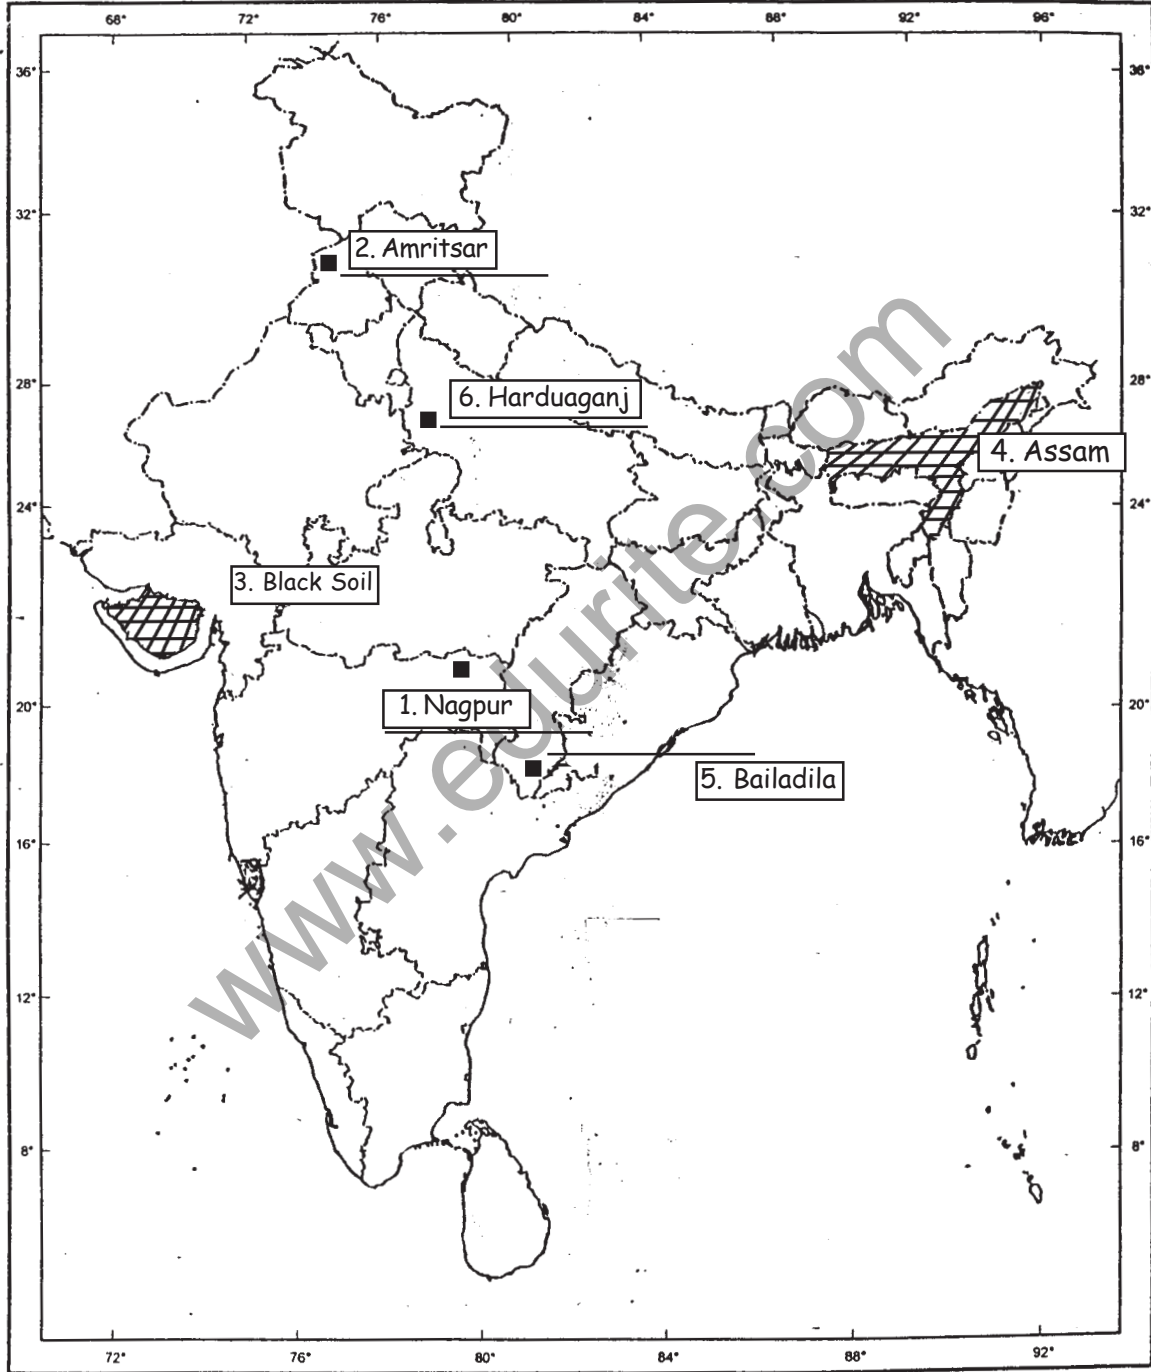 68° 72° 76° 80° 84° 88° 92° 96°
36° 36°
32° 32°
2. Amritsar
28° 28°
6. Harduaganj
4. Assam
24° 24°
3. Black Soil
20° 20°
1. Nagpur
5. Bailadila
16° 16°
12° 12°
8° 8°
72° 76° 80° 84° 88° 92°
www.edurite.com